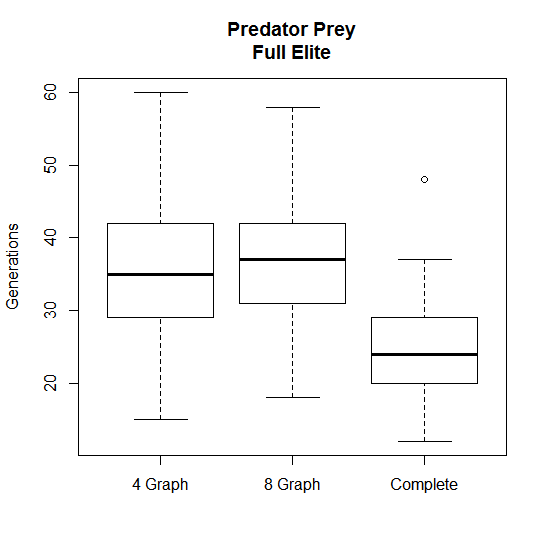 Predator Prey
Full Elite
60
50
40
30
20
Generations
4 Graph
8 Graph
Complete